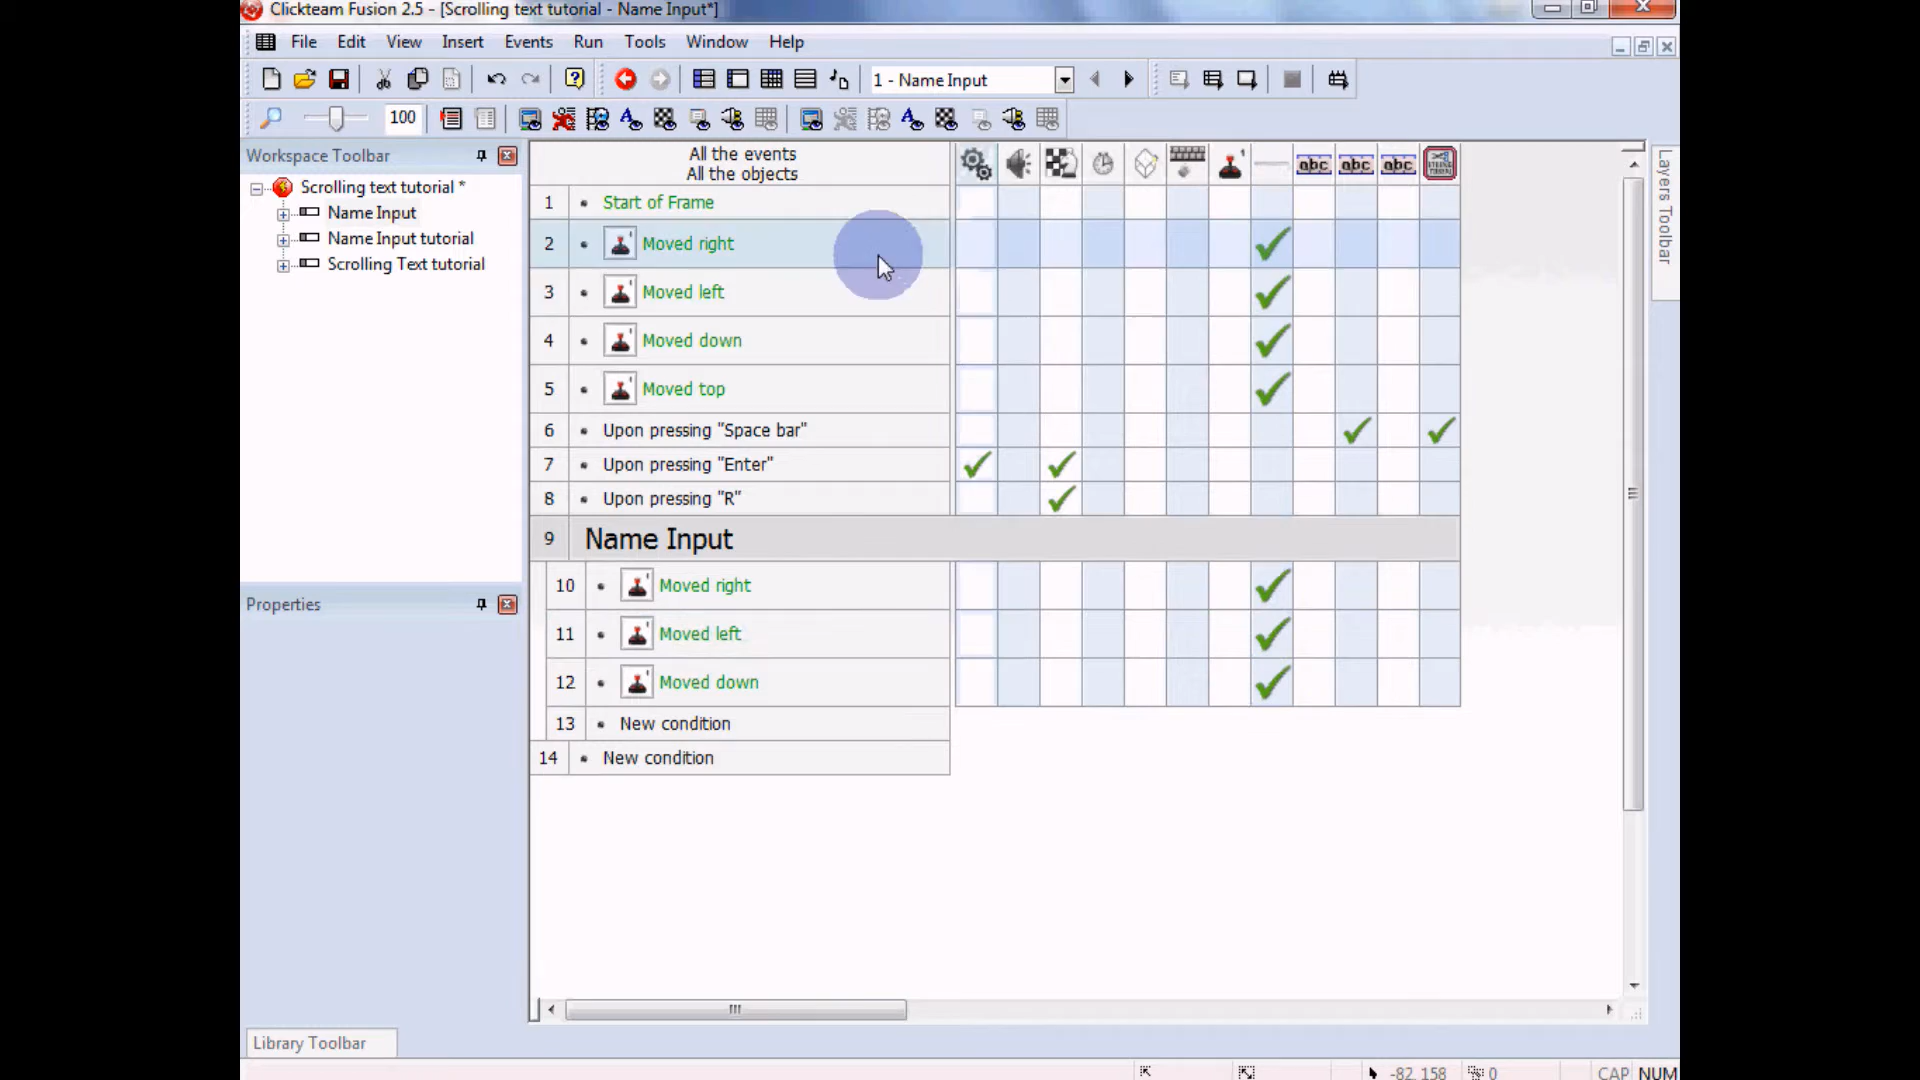 Clickteam Fusion 2.5 - [Scrolling text tutorial - Name Input*]
File Edit View Insert Events Run Tools Window Help
1 - Name Input
100
Workspace Toolbar
Scrolling text tutorial *
Name Input
Name Input tutorial
Scrolling Text tutorial
Properties
Library Toolbar
All the events
All the objects
abc abc abc
1 Start of Frame
2 Moved right
3 Moved left
4 Moved down
5 Moved top
6 Upon pressing "Space bar"
7 Upon pressing "Enter"
8 Upon pressing "R"
9 Name Input
10 Moved right
11 Moved left
12 Moved down
13 New condition
14 New condition
Layers Toolbar
-82, 158 0 CAP NUM